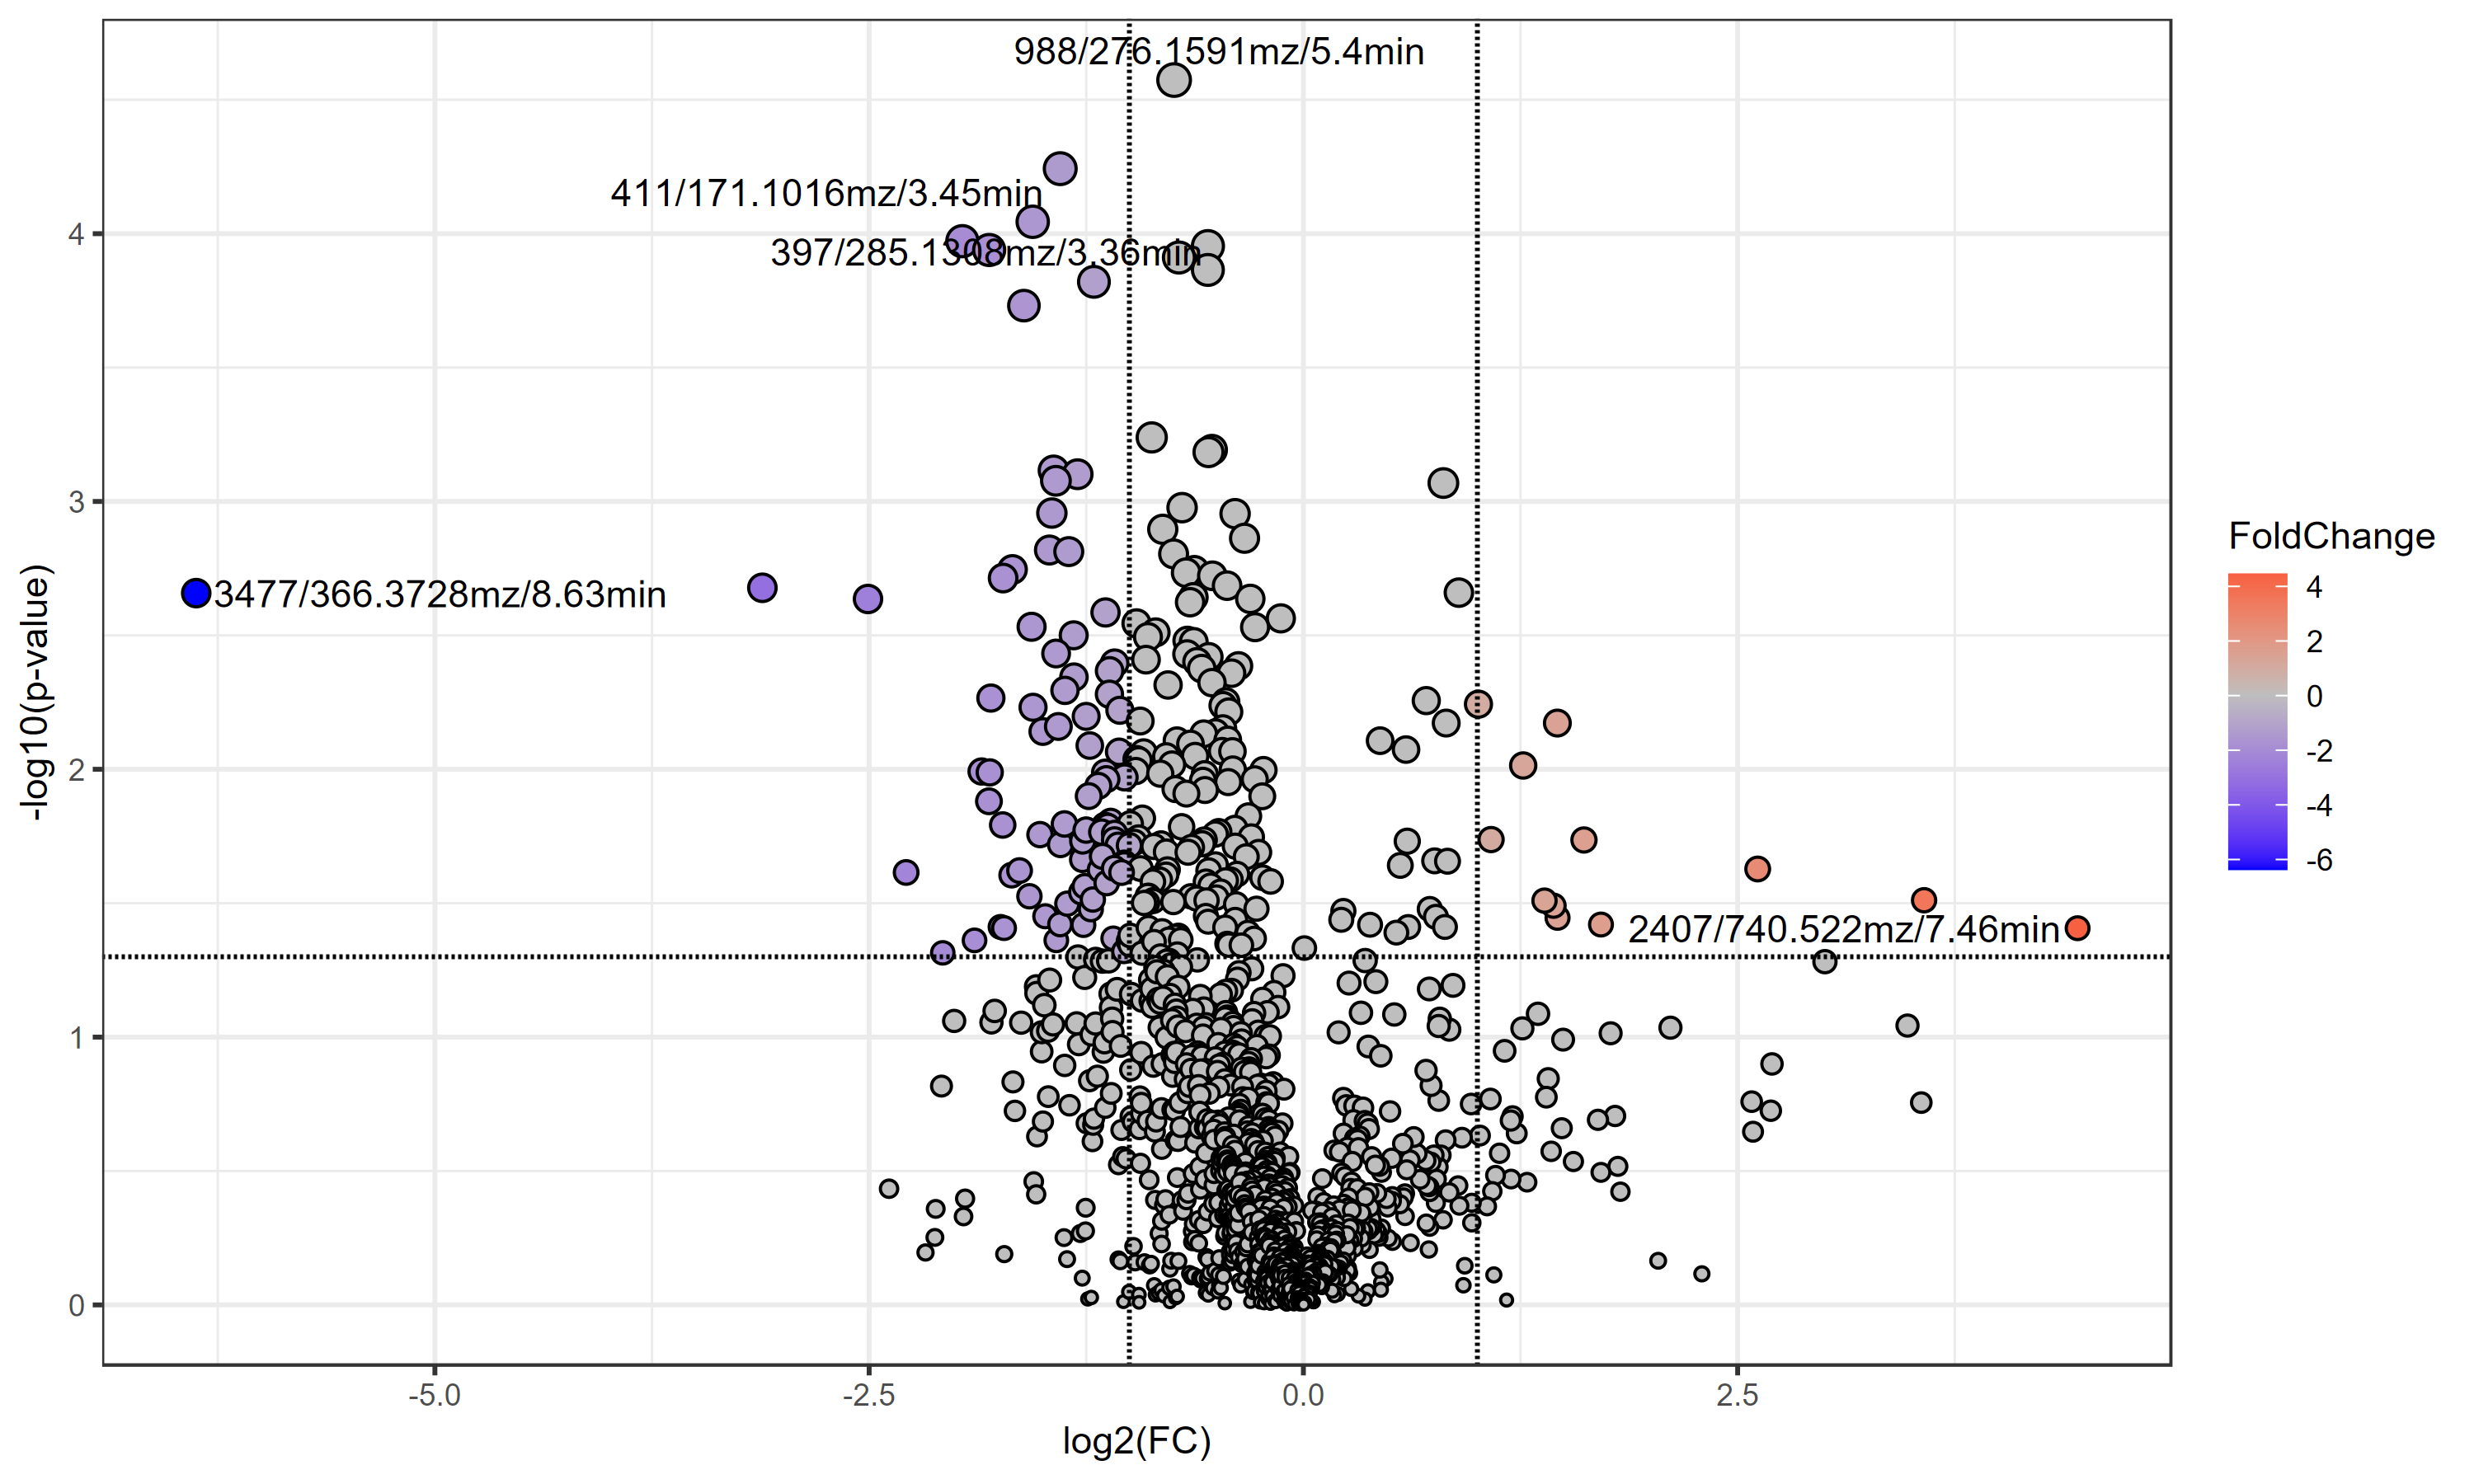 988/276.1591mz/5.4min
411/171.1016mz/3.45min
397/285.1308mz/3.36min
3477/366.3728mz/8.63min
2407/740.522mz/7.46min
-log10(p-value)
4
3
2
1
0
-5.0
-2.5
0.0
2.5
log2(FC)
FoldChange
4
2
0
-2
-4
-6